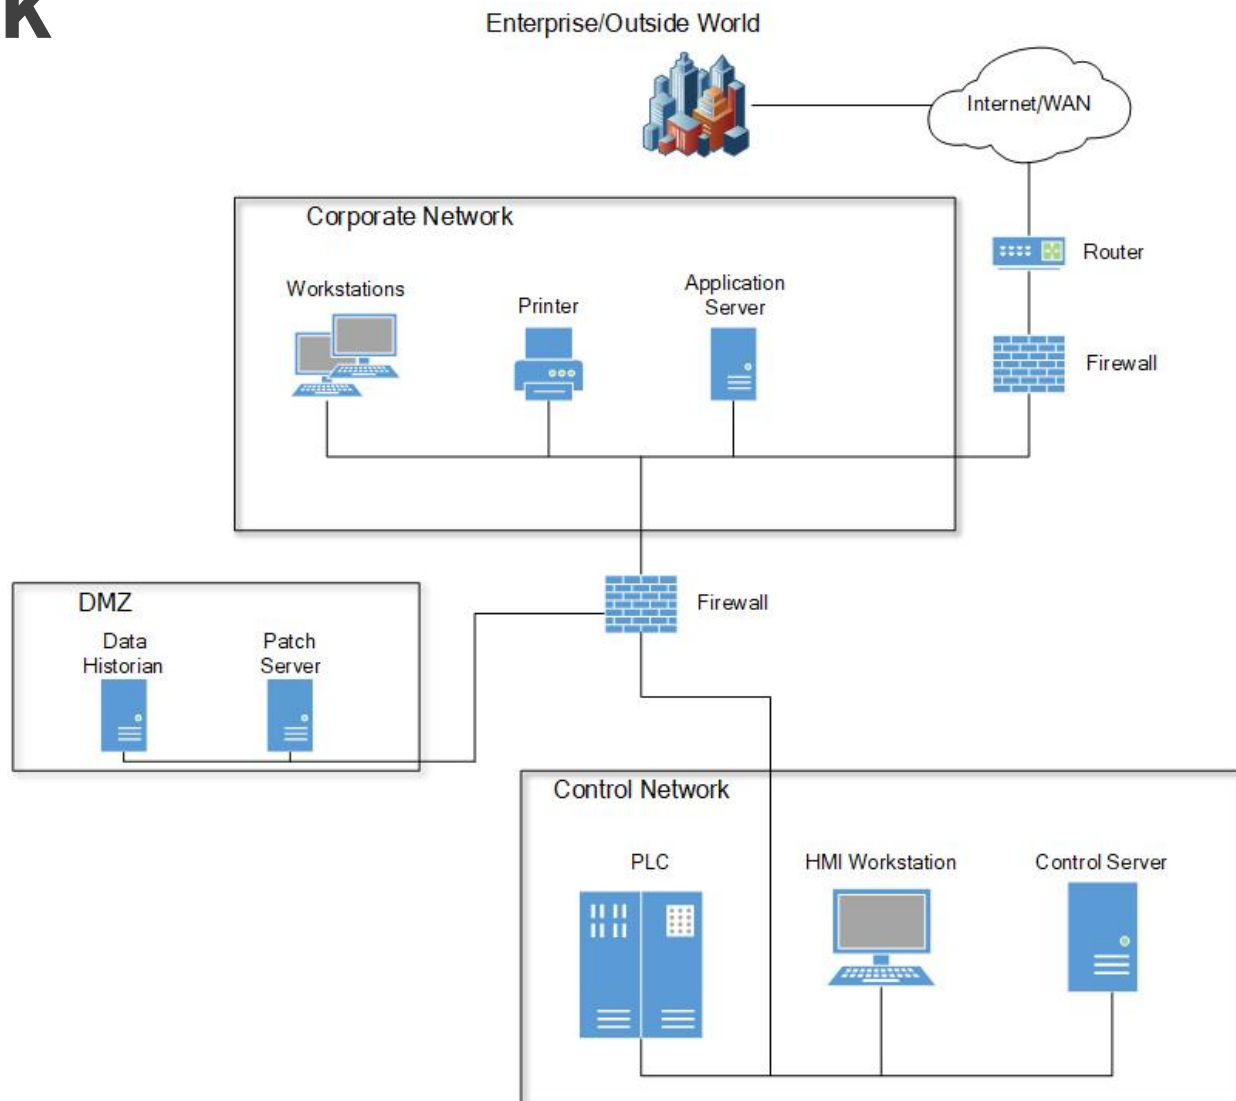 K
Enterprise/Outside World
Internet/WAN
Corporate Network
Router
Workstations
Printer
Application
Server
Firewall
DMZ
Firewall
Data
Historian
Patch
Server
Control Network
PLC
HMI Workstation
Control Server